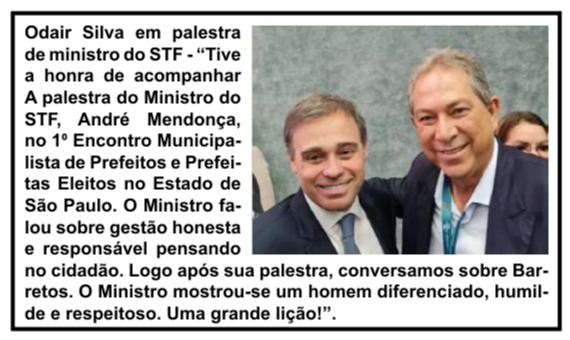 Odair Silva em palestra
de ministro do STF - “Tive
a honra de acompanhar
A palestra do Ministro do
STF, André Mendonça,
no 1º Encontro Municipa-
lista de Prefeitos e Prefei-
tas Eleitos no Estado de
São Paulo. O Ministro fa-
lou sobre gestão honesta
e responsável pensando
no cidadão. Logo após sua palestra, conversamos sobre Bar-
retos. O Ministro mostrou-se um homem diferenciado, humil-
de e respeitoso. Uma grande lição!”.